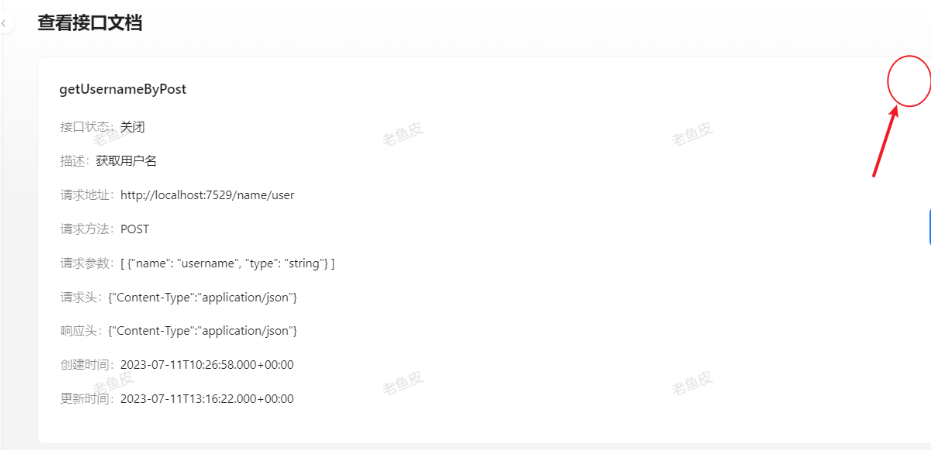 查看接口文档
getUsernameByPost
接口状态：关闭
描述：获取用户名
请求地址：http://localhost:7529/name/user
请求方法：POST
请求参数：[ {"name": "username", "type": "string"} ]
请求头：{"Content-Type":"application/json"}
响应头：{"Content-Type":"application/json"}
创建时间：2023-07-11T10:26:58.000+00:00
更新时间：2023-07-11T13:16:22.000+00:00
老鱼皮
老鱼皮
老鱼皮
老鱼皮
老鱼皮
老鱼皮